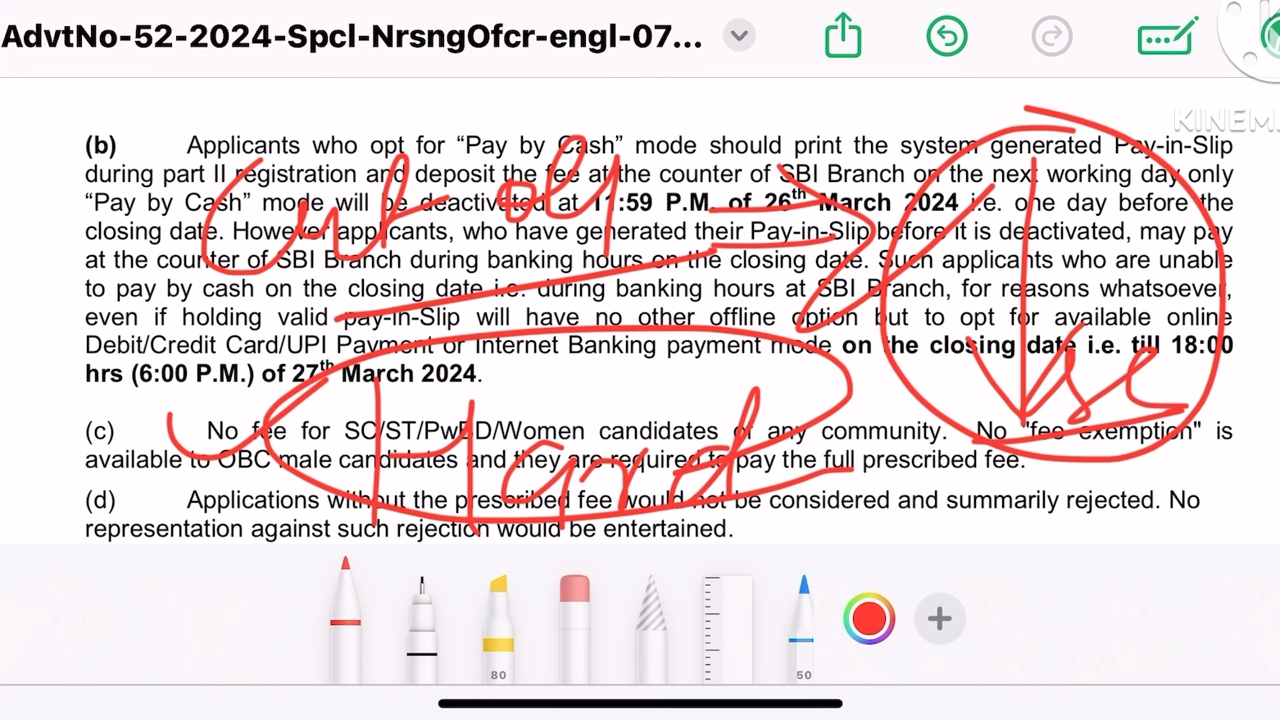 AdvtNo-52-2024-Spcl-NrsngOfcr-engl-07...
KINEM
(b) Applicants who opt for “Pay by Cash” mode should print the system generated Pay-in-Slip
during part II registration and deposit the fee at the counter of SBI Branch on the next working day only
“Pay by Cash” mode will be deactivated at 11:59 P.M. of 26th March 2024 i.e. one day before the
closing date. However applicants, who have generated their Pay-in-Slip before it is deactivated, may pay
at the counter of SBI Branch during banking hours on the closing date. Such applicants who are unable
to pay by cash on the closing date i.e. during banking hours at SBI Branch, for reasons whatsoever,
even if holding valid pay-in-Slip will have no other offline option but to opt for available online
Debit/Credit Card/UPI Payment or Internet Banking payment mode on the closing date i.e. till 18:00
hrs (6:00 P.M.) of 27th March 2024.
(c) No fee for SC/ST/PwBD/Women candidates of any community. No "fee exemption" is
available to OBC male candidates and they are required to pay the full prescribed fee.
Hard
(d) Applications without the prescribed fee would not be considered and summarily rejected. No
representation against such rejection would be entertained.
80
50